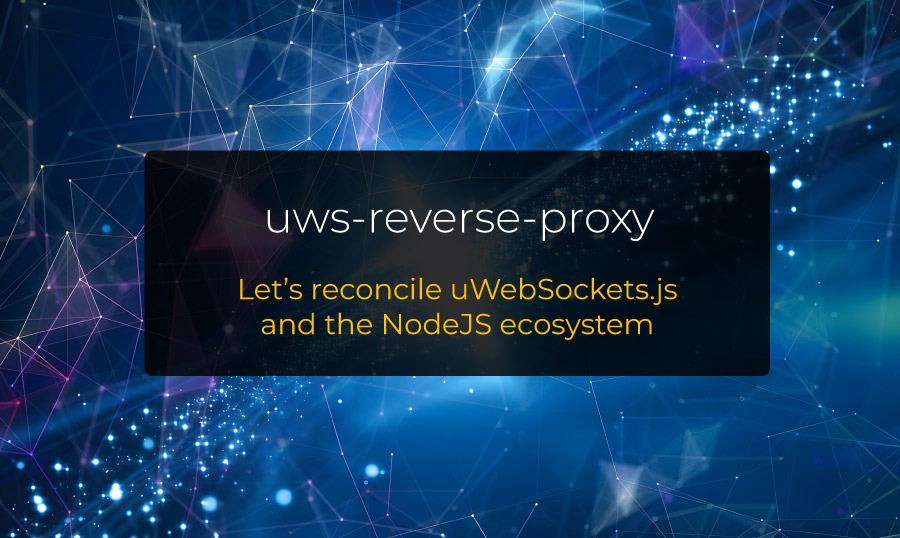 uws-reverse-proxy
Let’s reconcile uWebSockets.js
and the NodeJS ecosystem